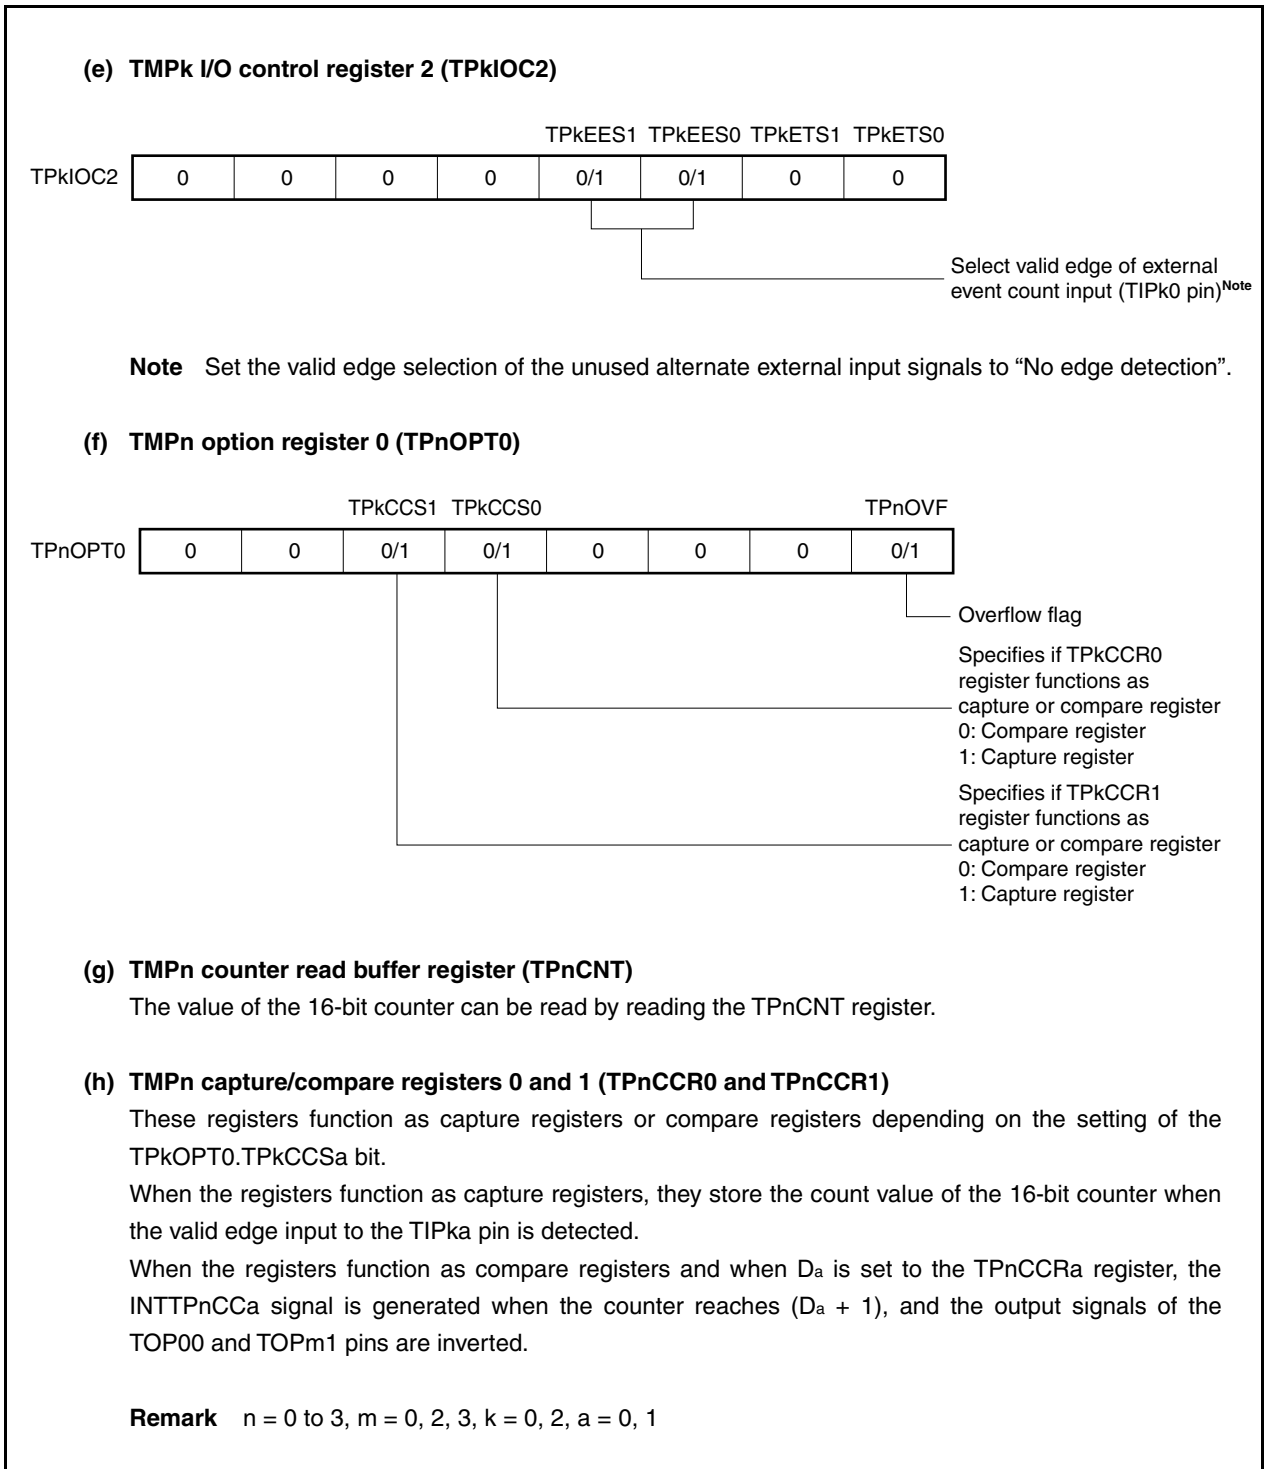 (e) TMPk I/O control register 2 (TPkIOC2)
TPkEES1 TPkEES0 TPkETS1 TPkETS0
TPkIOC2 0 0 0 0 0/1 0/1 0 0
Select valid edge of external
event count input (TIPk0 pin)Note
Note Set the valid edge selection of the unused alternate external input signals to “No edge detection”.
(f) TMPn option register 0 (TPnOPT0)
TPkCCS1 TPkCCS0 TPnOVF
TPnOPT0 0 0 0/1 0/1 0 0 0 0/1
Overflow flag
Specifies if TPkCCR0
register functions as
capture or compare register
0: Compare register
1: Capture register
Specifies if TPkCCR1
register functions as
capture or compare register
0: Compare register
1: Capture register
(g) TMPn counter read buffer register (TPnCNT)
The value of the 16-bit counter can be read by reading the TPnCNT register.
(h) TMPn capture/compare registers 0 and 1 (TPnCCR0 and TPnCCR1)
These registers function as capture registers or compare registers depending on the setting of the
TPkOPT0.TPkCCSa bit.
When the registers function as capture registers, they store the count value of the 16-bit counter when
the valid edge input to the TIPka pin is detected.
When the registers function as compare registers and when Da is set to the TPnCCRa register, the
INTTPnCCa signal is generated when the counter reaches (Da + 1), and the output signals of the
TOP00 and TOPm1 pins are inverted.
Remark n = 0 to 3, m = 0, 2, 3, k = 0, 2, a = 0, 1